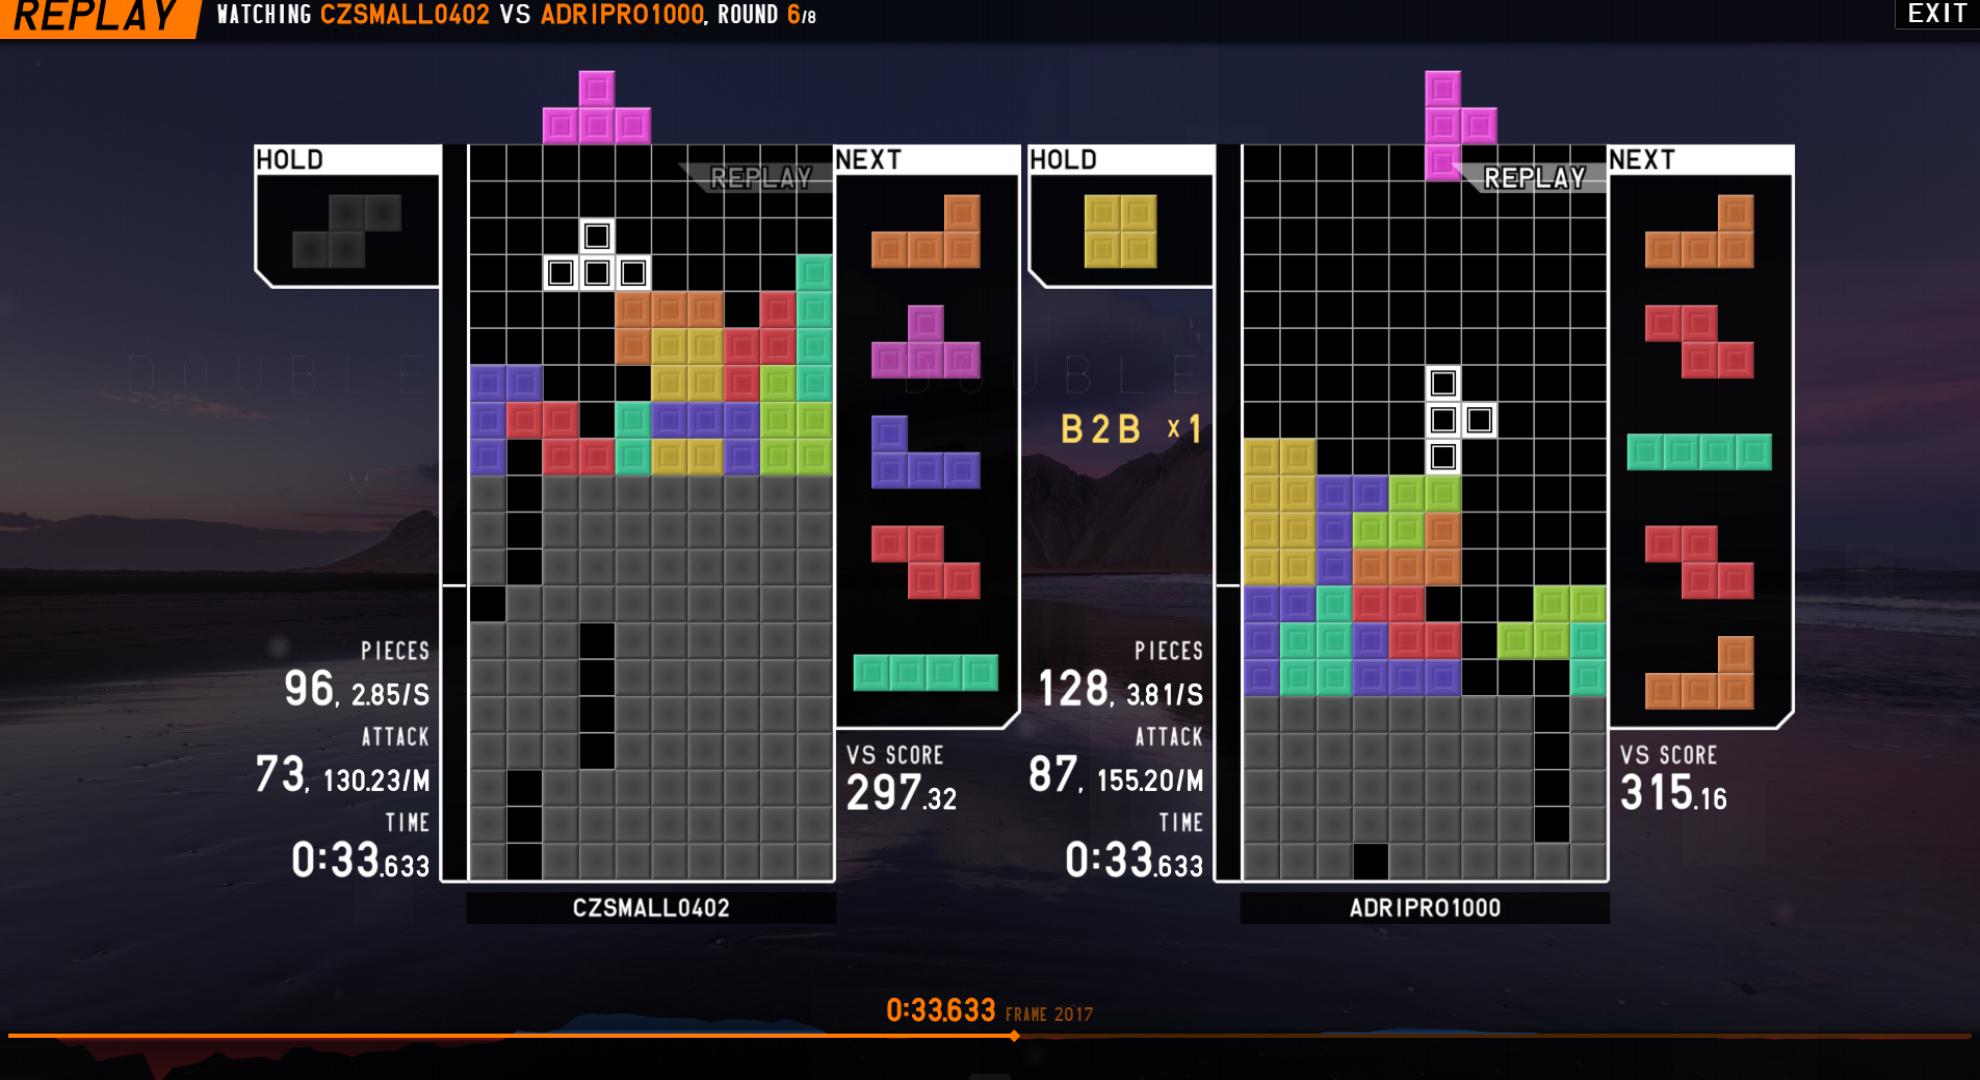 REPLAY WATCHING CZSMALL0402 VS ADRIPRO1000, ROUND 6/8 EXIT
HOLD
REPLAY
NEXT
DOUBLE
PIECES
96, 2.85/S
ATTACK
73, 130.23/M
TIME
0:33.633
VS SCORE
297.32
CZSMALL0402
HOLD
REPLAY
NEXT
DOUBLE
B2B x1
PIECES
128, 3.81/S
ATTACK
87, 155.20/M
TIME
0:33.633
VS SCORE
315.16
ADRIPRO1000
0:33.633 FRAME 2017